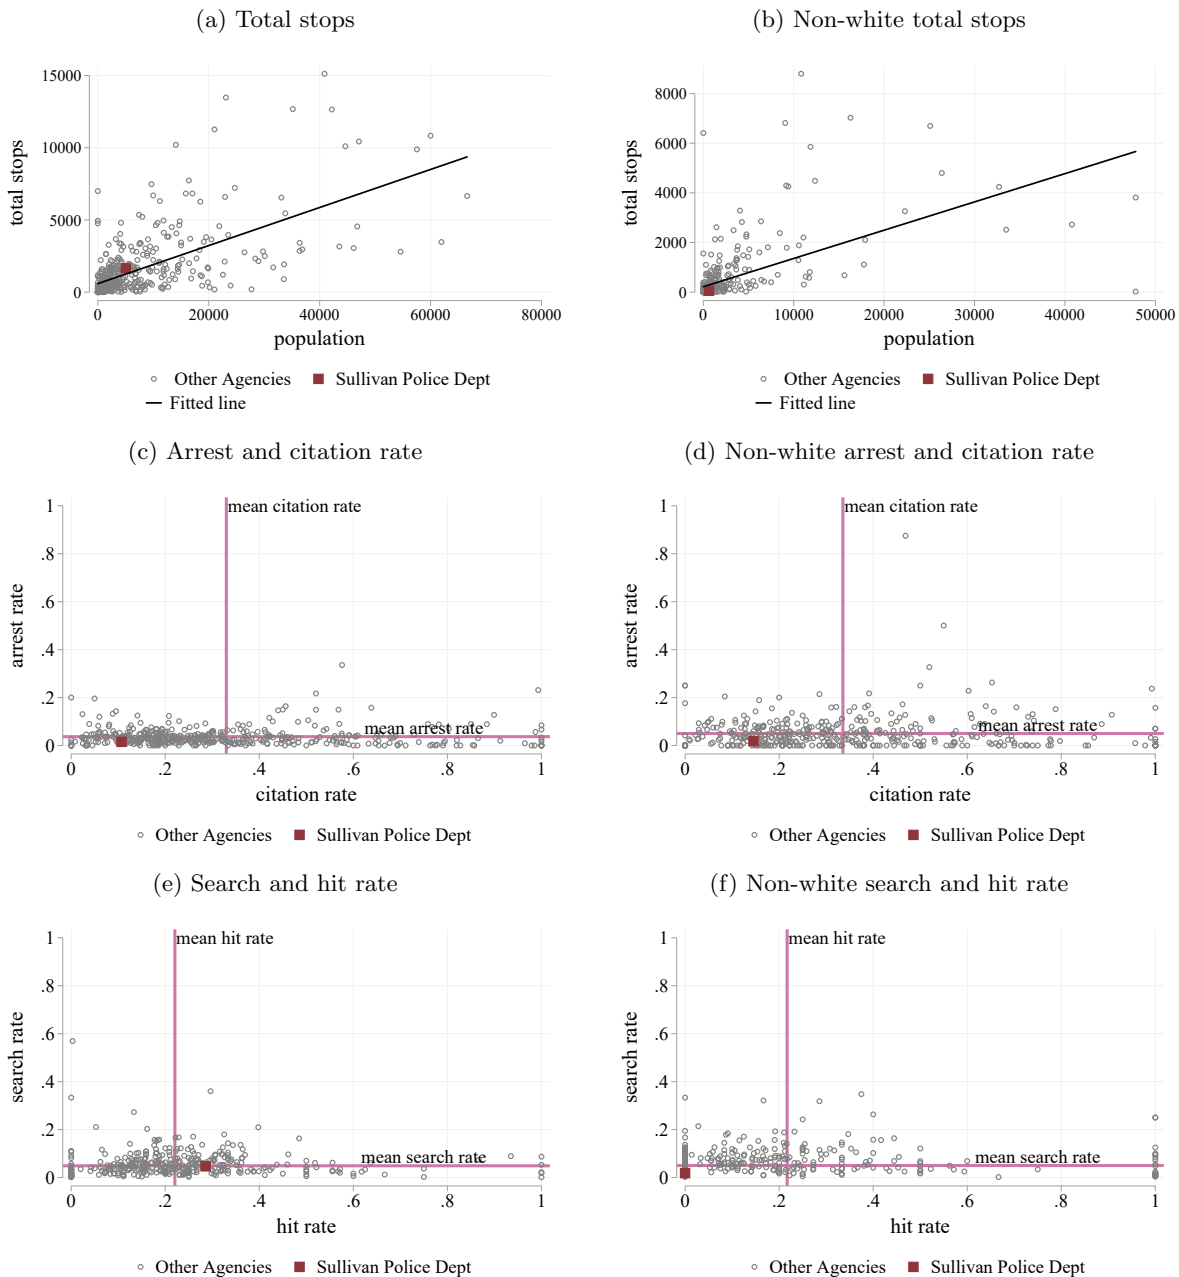 (a) Total stops
(b) Non-white total stops
total stops
15000
10000
5000
0
0 20000 40000 60000 80000
population
Other Agencies Sullivan Police Dept
Fitted line
total stops
8000
6000
4000
2000
0
0 10000 20000 30000 40000 50000
population
Other Agencies Sullivan Police Dept
Fitted line
(c) Arrest and citation rate
(d) Non-white arrest and citation rate
arrest rate
1
.8
.6
.4
.2
0
mean citation rate
mean arrest rate
0 .2 .4 .6 .8 1
citation rate
Other Agencies Sullivan Police Dept
arrest rate
1
.8
.6
.4
.2
0
mean citation rate
mean arrest rate
0 .2 .4 .6 .8 1
citation rate
Other Agencies Sullivan Police Dept
(e) Search and hit rate
(f) Non-white search and hit rate
search rate
1
.8
.6
.4
.2
0
mean hit rate
mean search rate
0 .2 .4 .6 .8 1
hit rate
Other Agencies Sullivan Police Dept
search rate
1
.8
.6
.4
.2
0
mean hit rate
mean search rate
0 .2 .4 .6 .8 1
hit rate
Other Agencies Sullivan Police Dept